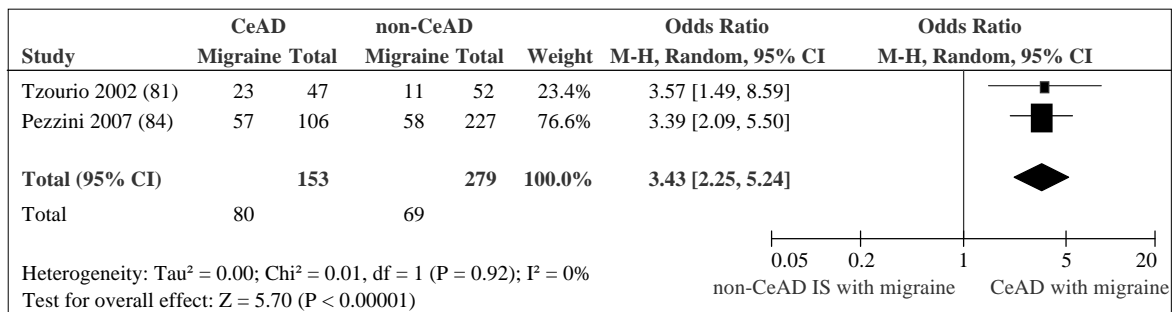 CeAD non-CeAD Odds Ratio Odds Ratio
Study Migraine Total Migraine Total Weight M-H, Random, 95% CI M-H, Random, 95% CI
Tzourio 2002 (81) 23 47 11 52 23.4% 3.57 [1.49, 8.59]
Pezzini 2007 (84) 57 106 58 227 76.6% 3.39 [2.09, 5.50]
Total (95% CI) 153 279 100.0% 3.43 [2.25, 5.24]
Total 80 69
Heterogeneity: Tau² = 0.00; Chi² = 0.01, df = 1 (P = 0.92); I² = 0%
Test for overall effect: Z = 5.70 (P < 0.00001)
0.05 0.2 1 5 20
non-CeAD IS with migraine CeAD with migraine